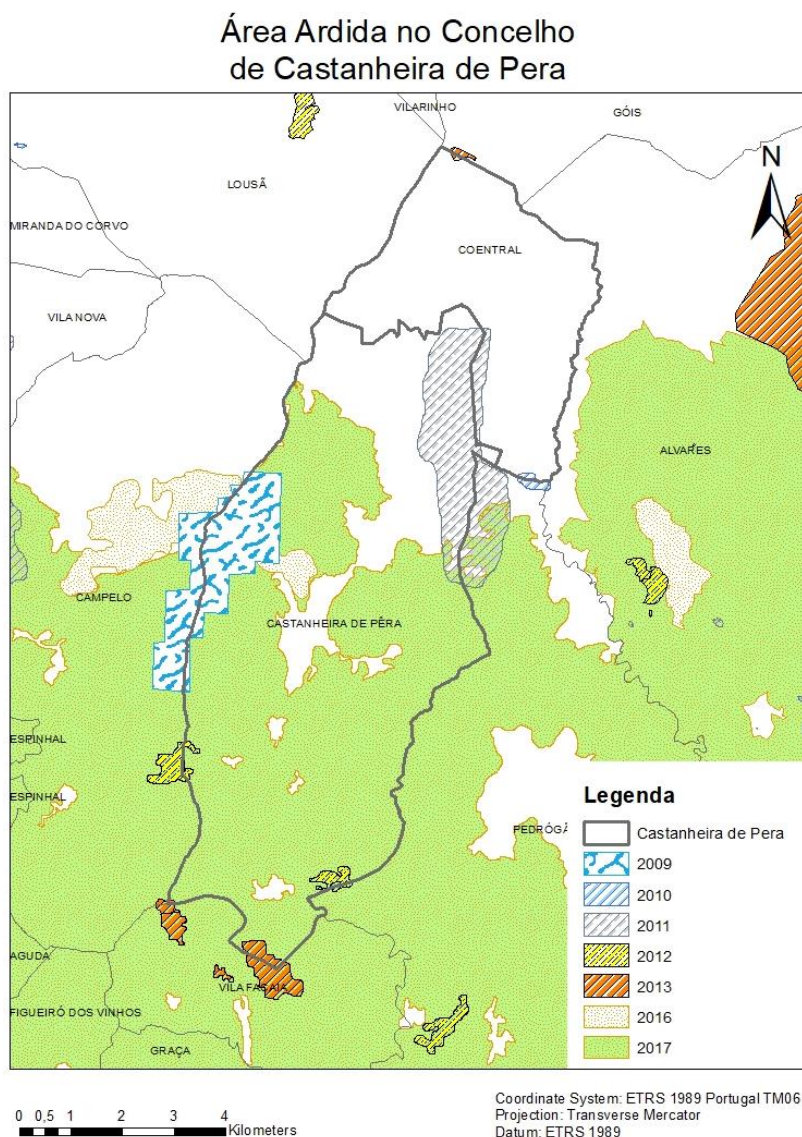 Área Ardida no Concelho
de Castanheira de Pera
VILARINHO
GÓIS
N
LOUSÃ
MIRANDA DO CORVO
COENTRAL
VILA NOVA
ALVARES
CAMPELO
CASTANHEIRA DE PÊRA
ESPINHAL
ESPINHAL
PEDRÓGÃ
AGUDA
VILA FACAIA
FIGUEIRÓ DOS VINHOS
GRAÇA
Legenda
Castanheira de Pera
2009
2010
2011
2012
2013
2016
2017
0 0,5 1 2 3 4
Kilometers
Coordinate System: ETRS 1989 Portugal TM06
Projection: Transverse Mercator
Datum: ETRS 1989